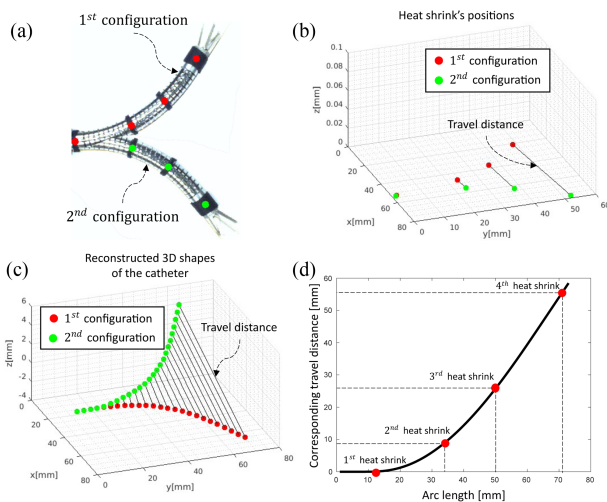 (a)
1st configuration
2nd configuration
(b)
Heat shrink's positions
1st configuration
2nd configuration
Travel distance
0.1
0.08
0.06
0.04
0.02
0
z[mm]
0
20
40
60
80
x[mm]
0
10
20
30
40
50
60
y[mm]
(c)
Reconstructed 3D shapes
of the catheter
1st configuration
2nd configuration
Travel distance
6
4
2
0
-2
-4
z[mm]
0
20
40
60
80
x[mm]
0
20
40
60
80
y[mm]
(d)
4th heat shrink
3rd heat shrink
2nd heat shrink
1st heat shrink
60
50
40
30
20
10
0
Corresponding travel distance [mm]
0
10
20
30
40
50
60
70
80
Arc length [mm]